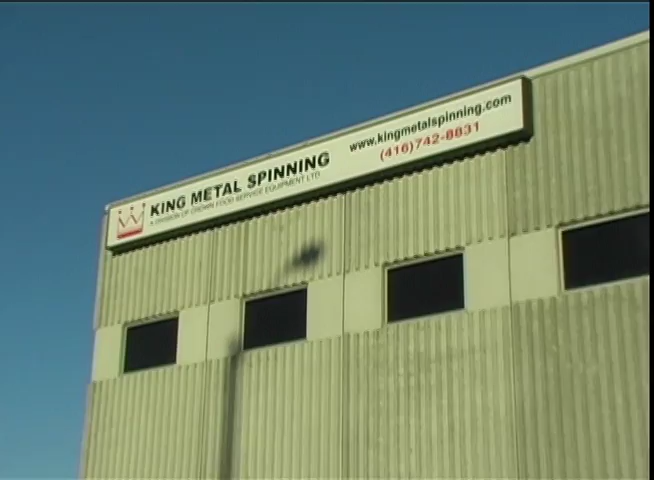 KING METAL SPINNING
A DIVISION OF CROWN FOOD SERVICE EQUIPMENT LTD.
www.kingmetalspinning.com
(416)742-8831